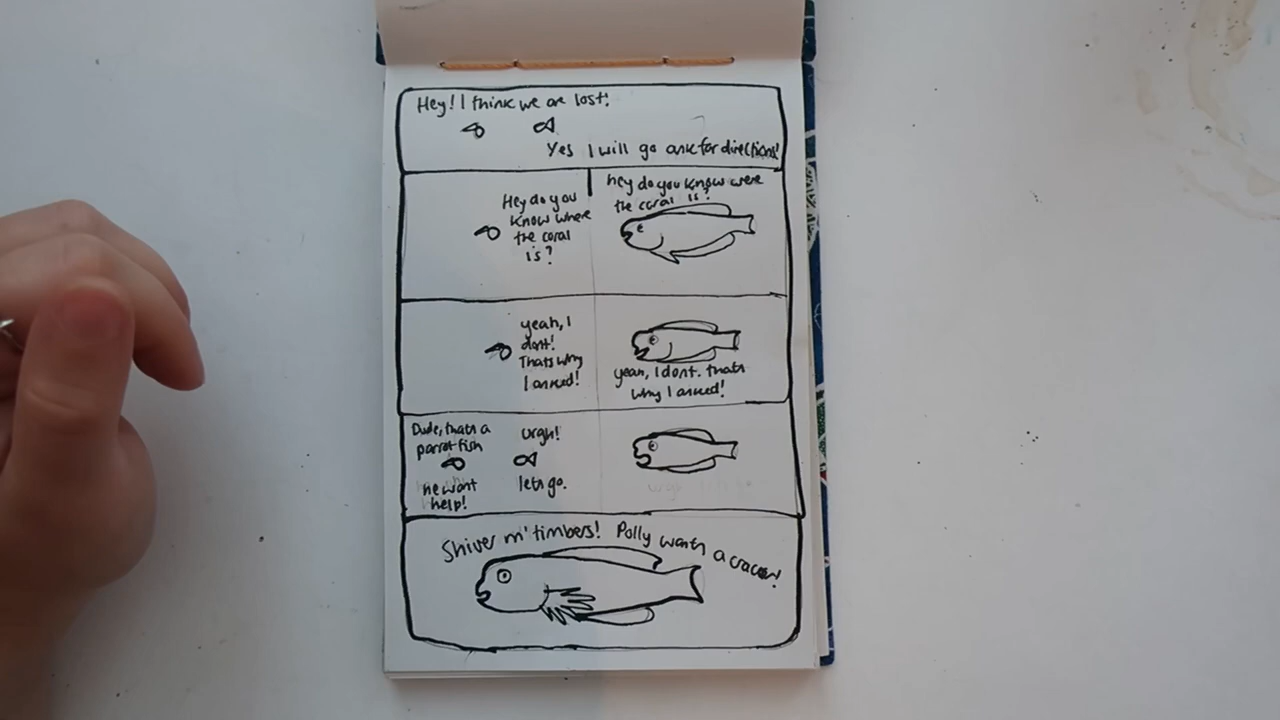 Hey! I think we are lost!
Yes I will go ask for directions!
Hey do you
know where
the coral
is?
hey do you know were
the coral is?
yeah, I
dont!
Thats why
I asked!
yeah, I dont. thats
why I asked!
Dude, thats a
parrot fish
he wont
help!
urgh!
lets go.
Shiver m' timbers! Polly wants a cracker!